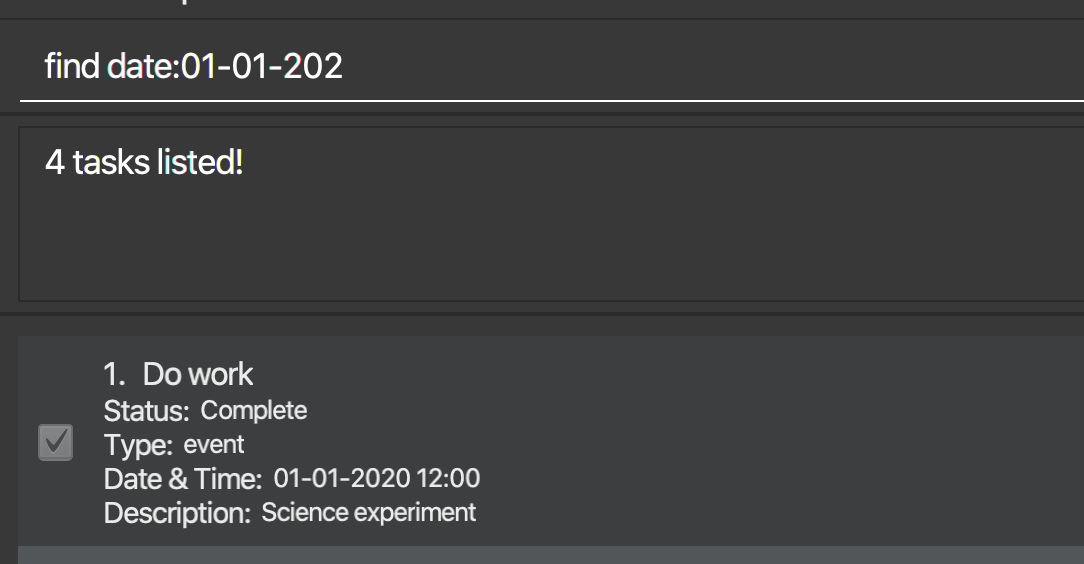 find date:01-01-202
4 tasks listed!
1. Do work
Status: Complete
Type: event
Date & Time: 01-01-2020 12:00
Description: Science experiment